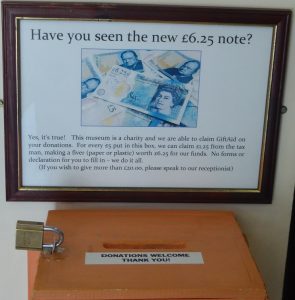 Have you seen the new £6.25 note?
Yes, it's true! This museum is a charity and we are able to claim GiftAid on
your donations. For every £5 put in this box, we can claim £1.25 from the tax
man, making a fiver (paper or plastic) worth £6.25 for our funds. No forms or
declaration for you to fill in - we do it all.
(If you wish to give more than £20.00, please speak to our receptionist)
DONATIONS WELCOME
THANK YOU!